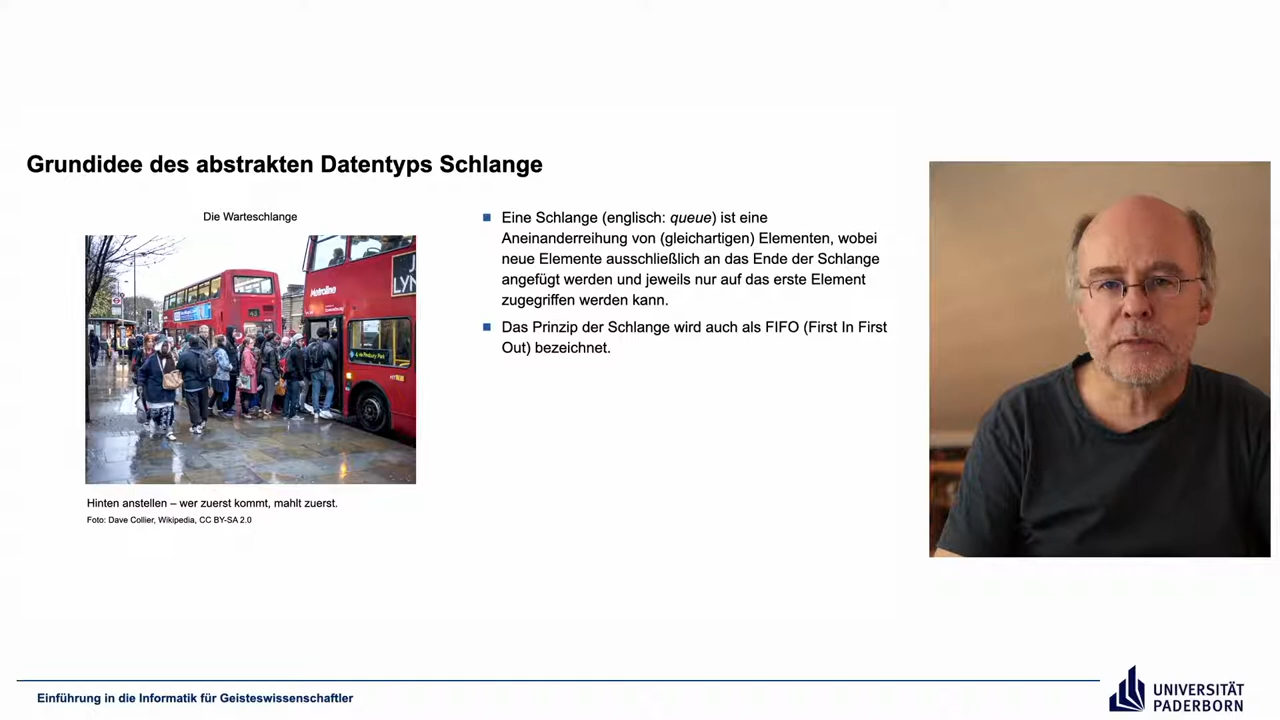 Grundidee des abstrakten Datentyps Schlange
Die Warteschlange
Metroline
Hinten anstellen – wer zuerst kommt, mahlt zuerst.
Foto: Dave Collier, Wikipedia, CC BY-SA 2.0
Eine Schlange (englisch: queue) ist eine
Aneinanderreihung von (gleichartigen) Elementen, wobei
neue Elemente ausschließlich an das Ende der Schlange
angefügt werden und jeweils nur auf das erste Element
zugegriffen werden kann.
Das Prinzip der Schlange wird auch als FIFO (First In First
Out) bezeichnet.
Einführung in die Informatik für Geisteswissenschaftler
UNIVERSITÄT
PADERBORN